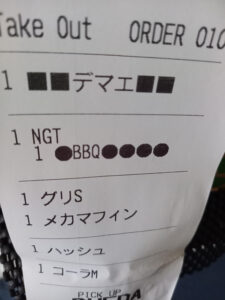 Take Out ORDER 010
1 ■■デマエ■■
1 NGT
1 ●BBQ●●●●
1 グリS
1 メカマフィン
1 ハッシュ
1 コーラM
PICK UP